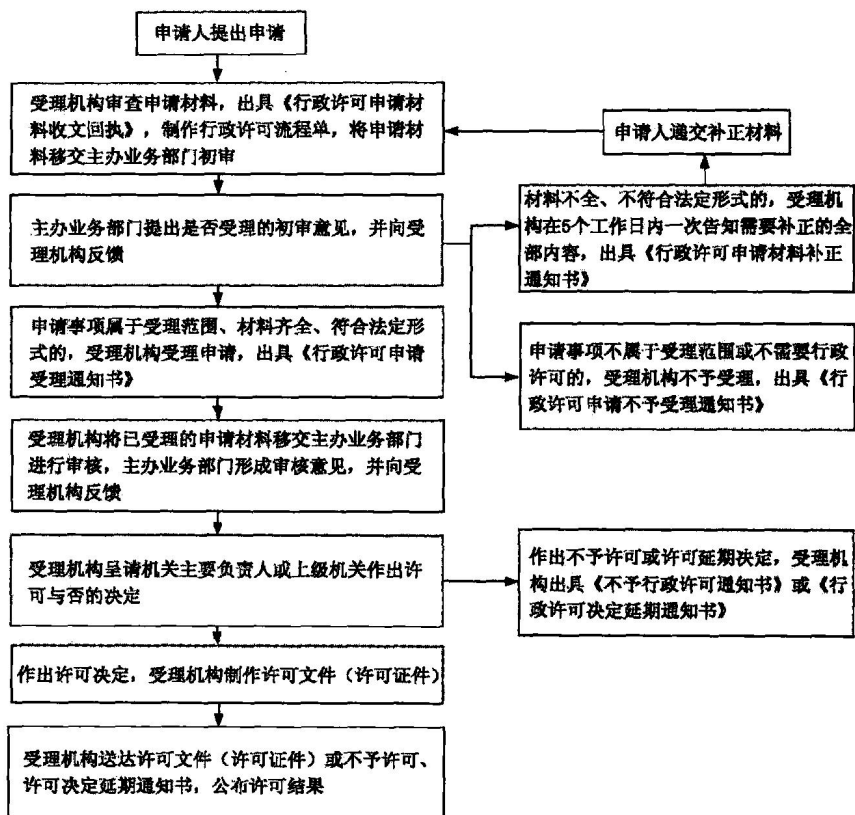 申请人提出申请
受理机构审查申请材料，出具《行政许可申请材
料收文回执》，制作行政许可流程单，将申请材
料移交主办业务部门初审
申请人递交补正材料
主办业务部门提出是否受理的初审意见，并向受
理机构反馈
材料不全、不符合法定形式的，受理机
构在5个工作日内一次告知需要补正的全
部内容，出具《行政许可申请材料补正
通知书》
申请事项属于受理范围、材料齐全、符合法定形
式的，受理机构受理申请，出具《行政许可申请
受理通知书》
申请事项不属于受理范围或不需要行政
许可的，受理机构不予受理，出具《行
政许可申请不予受理通知书》
受理机构将已受理的申请材料移交主办业务部门
进行审核，主办业务部门形成审核意见，并向受
理机构反馈
受理机构呈请机关主要负责人或上级机关作出许
可与否的决定
作出不予许可或许可延期决定，受理机
构出具《不予行政许可通知书》或《行
政许可决定延期通知书》
作出许可决定，受理机构制作许可文件（许可证件）
受理机构送达许可文件（许可证件）或不予许可、
许可决定延期通知书，公布许可结果